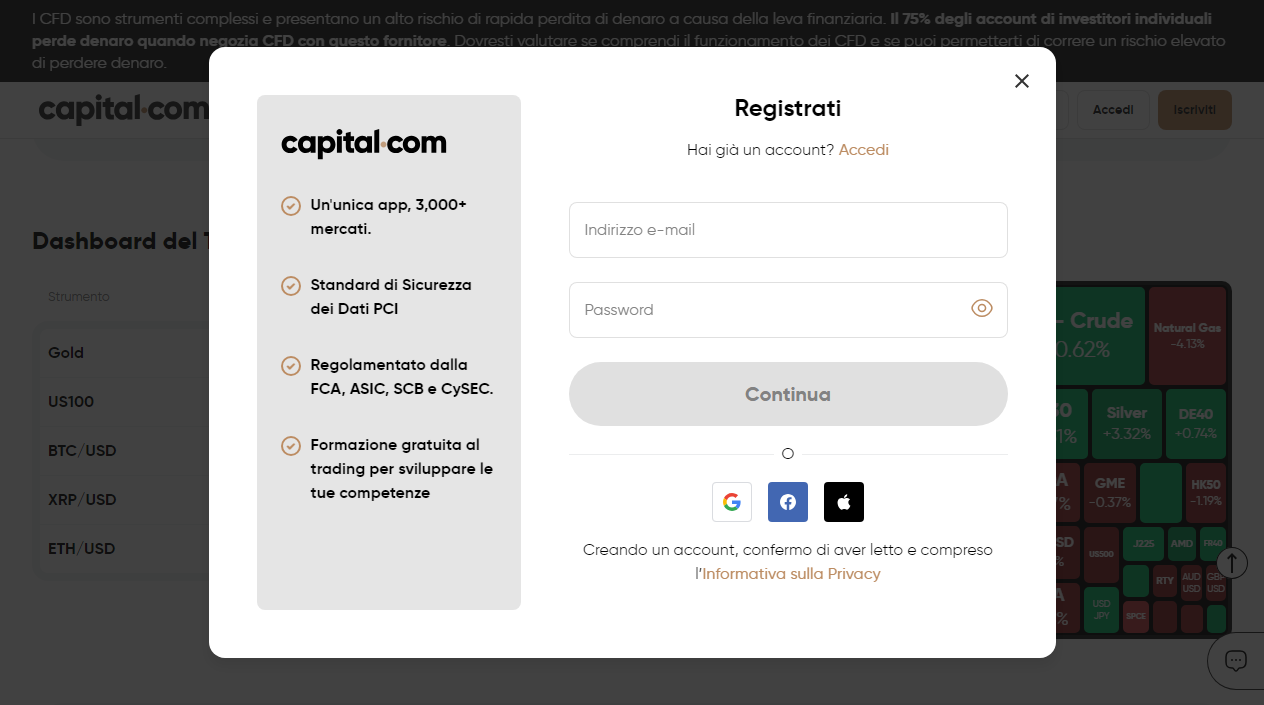 I CFD sono strumenti complessi e presentano un alto rischio di rapida perdita di denaro a causa della leva finanziaria. Il 75% degli account di investitori individuali
perde denaro quando negozia CFD con questo fornitore. Dovresti valutare se comprendi il funzionamento dei CFD e se puoi permetterti di correre un rischio elevato
di perdere denaro.
capital.com
Accedi
Iscriviti
Dashboard del
Strumento
Gold
US100
BTC/USD
XRP/USD
ETH/USD
capital.com
Un'unica app, 3,000+
mercati.
Standard di Sicurezza
dei Dati PCI
Regolamentato dalla
FCA, ASIC, SCB e CySEC.
Formazione gratuita al
trading per sviluppare le
tue competenze
Registrati
Hai già un account? Accedi
Indirizzo e-mail
Password
Continua
O
Creando un account, confermo di aver letto e compreso
l'Informativa sulla Privacy
- Crude
0.62%
Natural Gas
-4.13%
Silver
+3.32%
DE40
+0.74%
GME
-0.37%
HK50
-1.19%
US500
J225
AMD
FR40
RTY
AUD
USD
GBP
USD
USD
JPY
SPCE